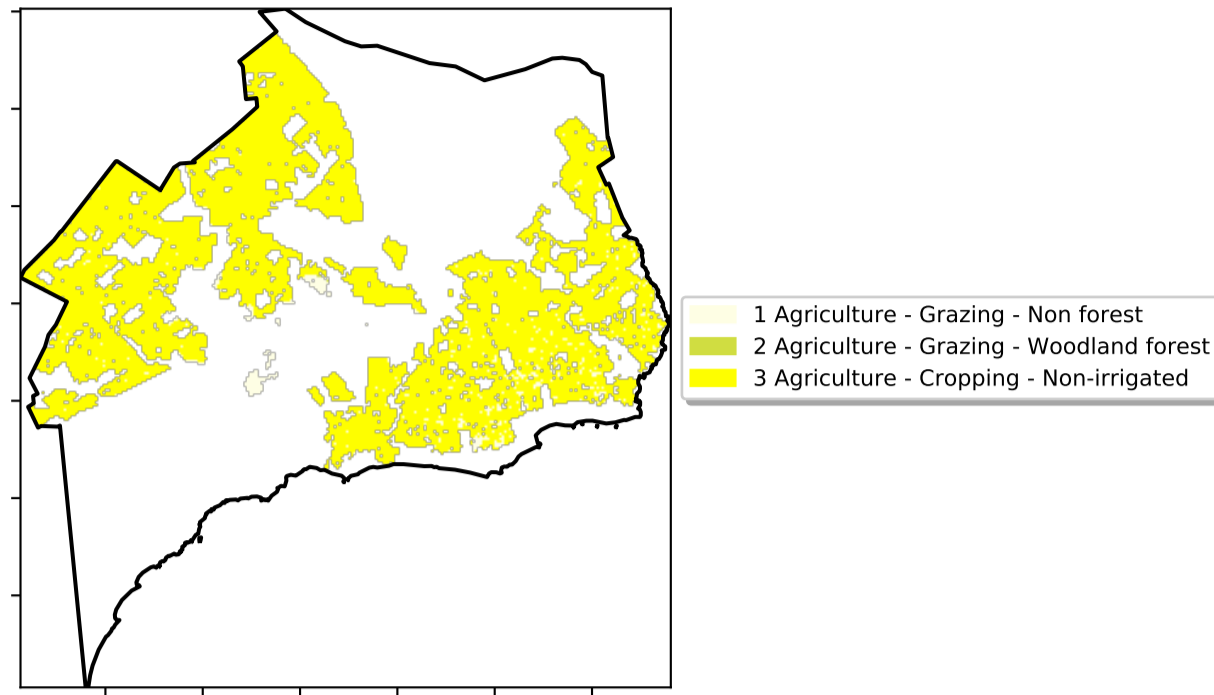 1 Agriculture - Grazing - Non forest
2 Agriculture - Grazing - Woodland forest
3 Agriculture - Cropping - Non-irrigated